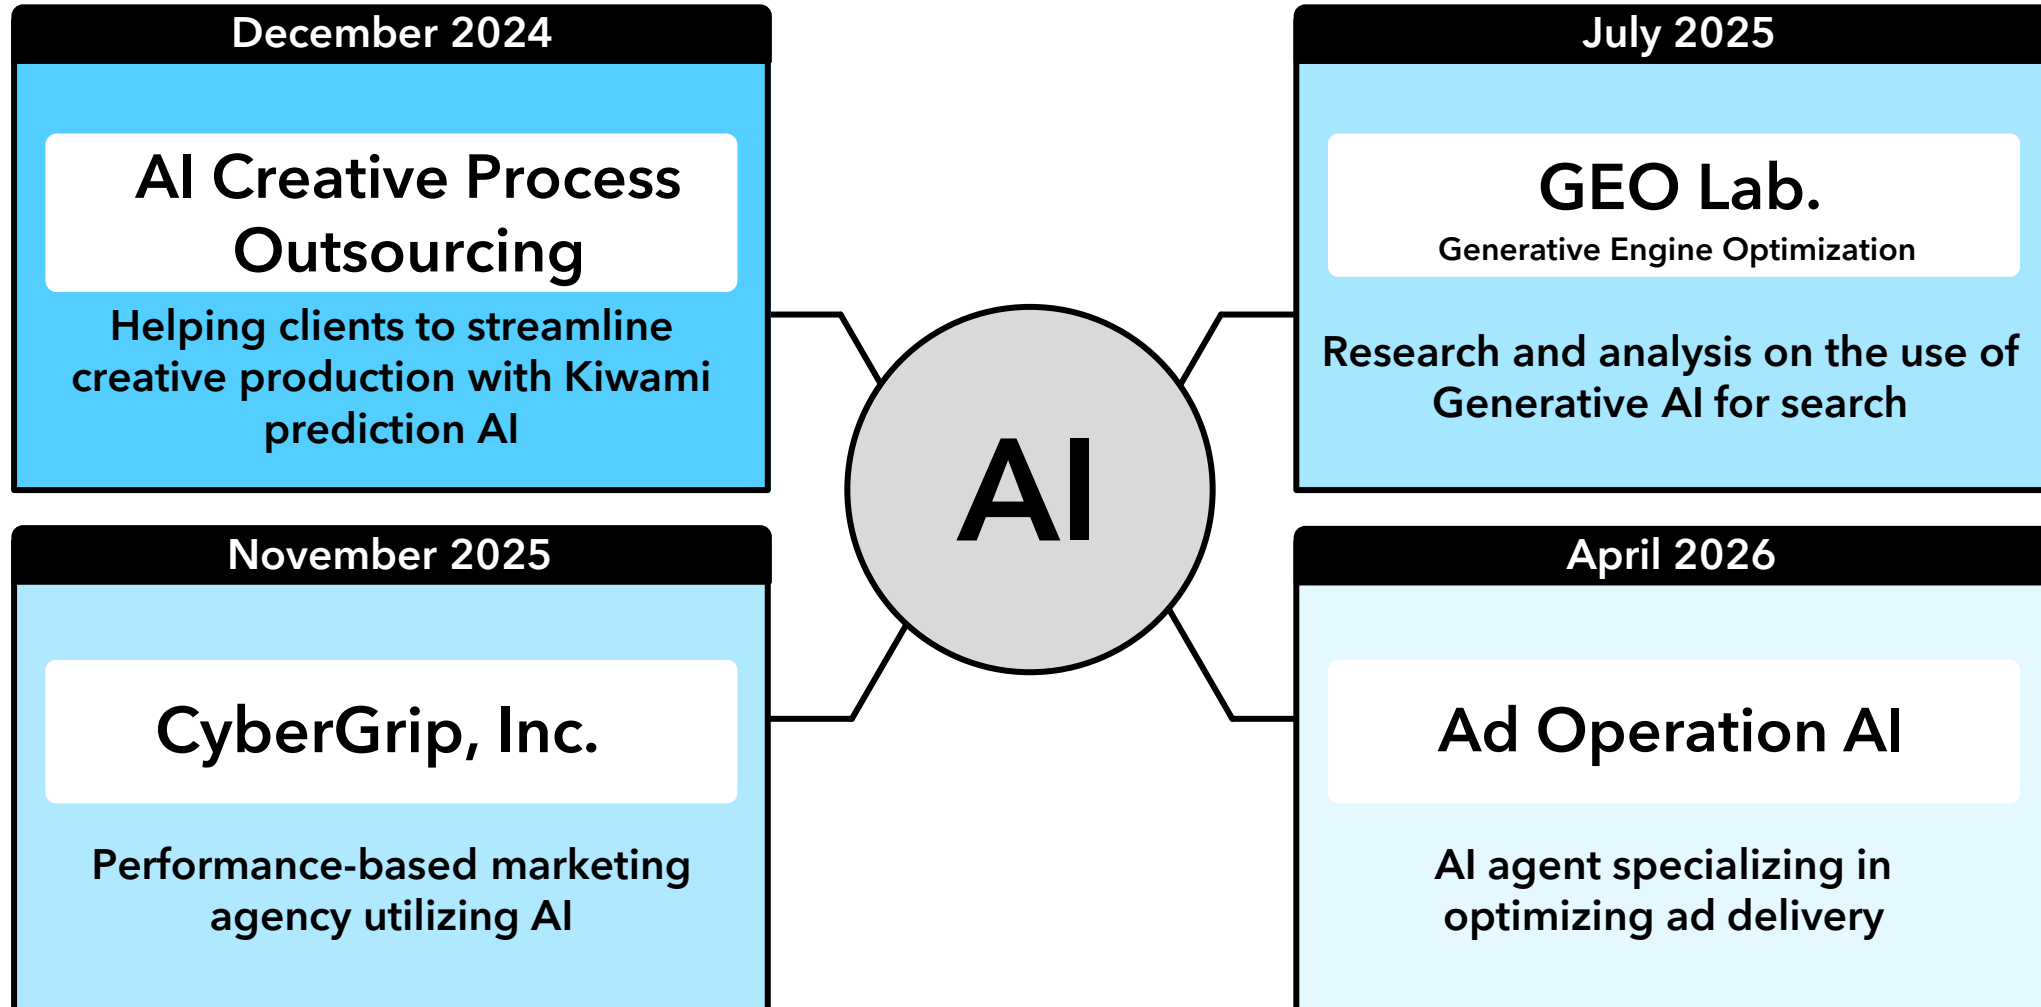 December 2024
AI Creative Process
Outsourcing
Helping clients to streamline
creative production with Kiwami
prediction AI
July 2025
GEO Lab.
Generative Engine Optimization
Research and analysis on the use of
Generative AI for search
AI
November 2025
CyberGrip, Inc.
Performance-based marketing
agency utilizing AI
April 2026
Ad Operation AI
AI agent specializing in
optimizing ad delivery